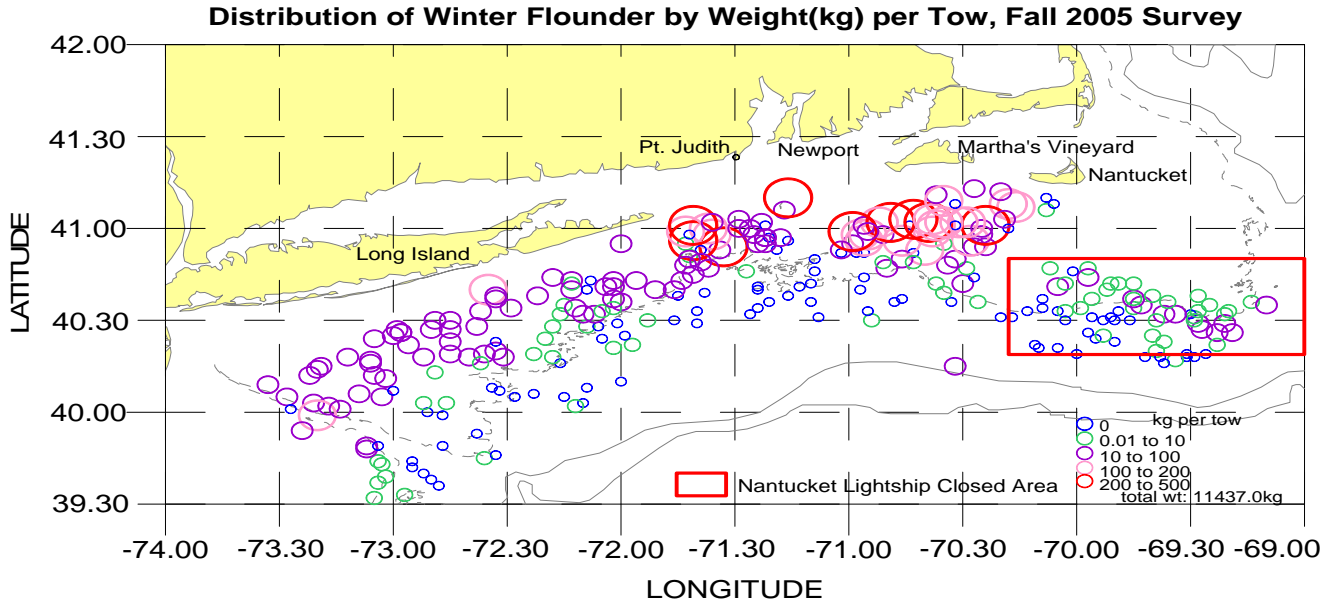 Distribution of Winter Flounder by Weight(kg) per Tow, Fall 2005 Survey
42.00
41.30
41.00
40.30
40.00
39.30
LATITUDE
Pt. Judith
Newport
Martha's Vineyard
Nantucket
Long Island
kg per tow
0
0.01 to 10
10 to 100
100 to 200
200 to 500
total wt: 11437.0kg
Nantucket Lightship Closed Area
-74.00 -73.30 -73.00 -72.30 -72.00 -71.30 -71.00 -70.30 -70.00 -69.30 -69.00
LONGITUDE